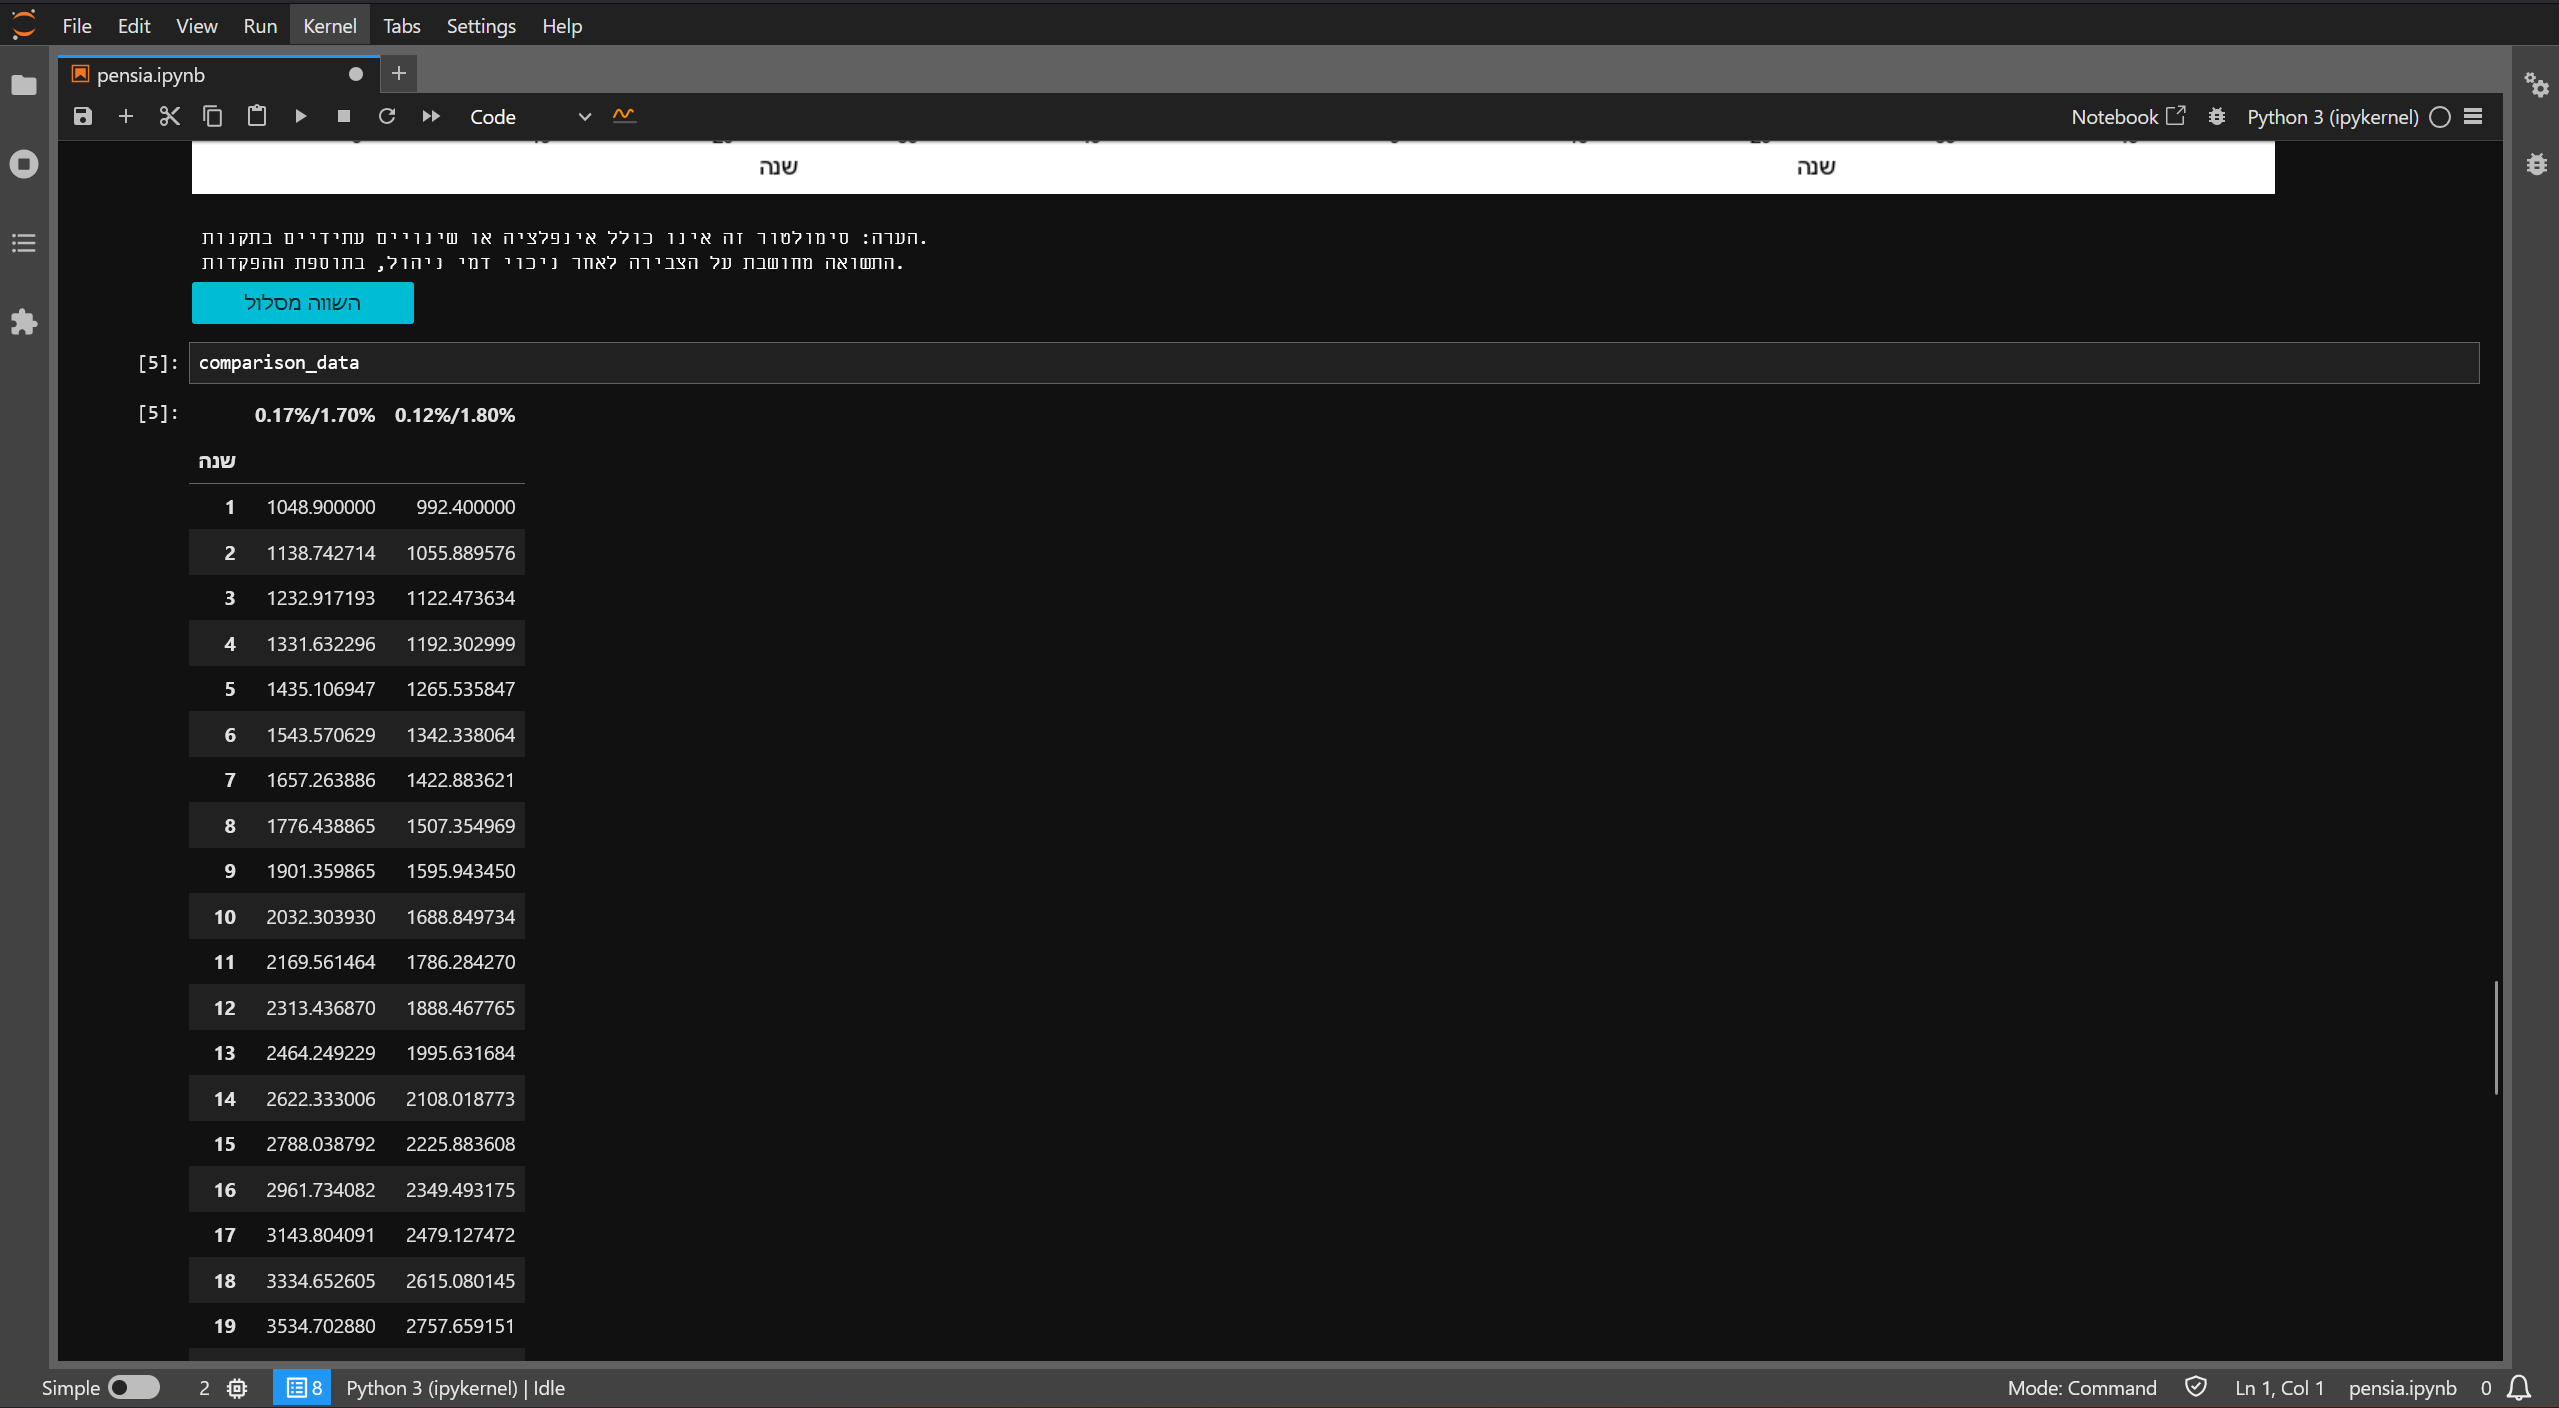 File Edit View Run Kernel Tabs Settings Help
pensia.ipynb
Code
Notebook
Python 3 (ipykernel)
שנה שנה
הערה: סימולטור זה אינו כולל אינפלציה או שינויים עתידיים בתקנות.
התשואה מחושבת על הצבירה לאחר ניכוי דמי ניהול, בתוספת ההפקדות.
השווה מסלול
[5]: comparison_data
[5]: 0.17%/1.70% 0.12%/1.80%
שנה
1 1048.900000 992.400000
2 1138.742714 1055.889576
3 1232.917193 1122.473634
4 1331.632296 1192.302999
5 1435.106947 1265.535847
6 1543.570629 1342.338064
7 1657.263886 1422.883621
8 1776.438865 1507.354969
9 1901.359865 1595.943450
10 2032.303930 1688.849734
11 2169.561464 1786.284270
12 2313.436870 1888.467765
13 2464.249229 1995.631684
14 2622.333006 2108.018773
15 2788.038792 2225.883608
16 2961.734082 2349.493175
17 3143.804091 2479.127472
18 3334.652605 2615.080145
19 3534.702880 2757.659151
Simple 2 8 Python 3 (ipykernel) | Idle Mode: Command Ln 1, Col 1 pensia.ipynb 0